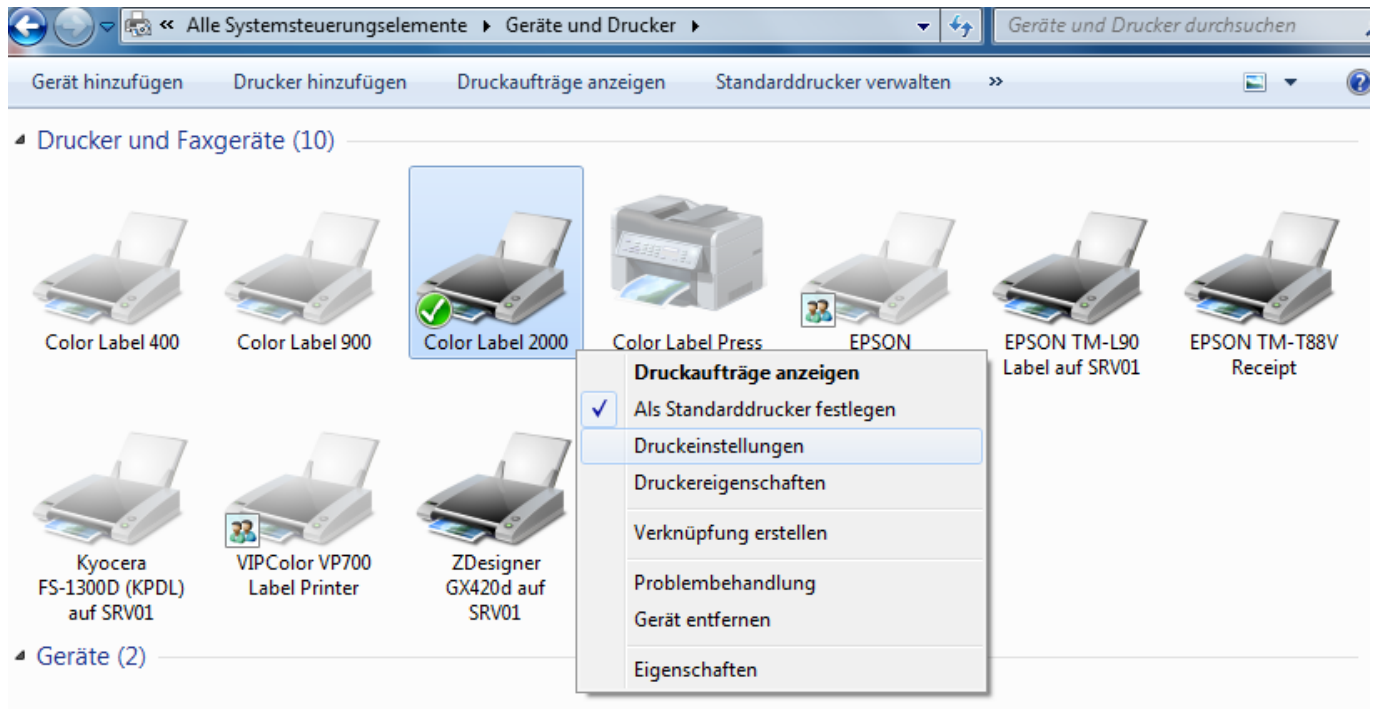 « Alle Systemsteuerungselemente Geräte und Drucker Geräte und Drucker durchsuchen
Gerät hinzufügen Drucker hinzufügen Druckaufträge anzeigen Standarddrucker verwalten »
Drucker und Faxgeräte (10)
Color Label 400 Color Label 900 Color Label 2000 Color Label Press EPSON EPSON TM-L90 EPSON TM-T88V
Label auf SRV01 Receipt
Druckaufträge anzeigen
Als Standarddrucker festlegen
Druckeinstellungen
Druckereigenschaften
Verknüpfung erstellen
Problembehandlung
Gerät entfernen
Eigenschaften
Kyocera VIPColor VP700 ZDesigner
FS-1300D (KPDL) Label Printer GX420d auf
auf SRV01 SRV01
Geräte (2)